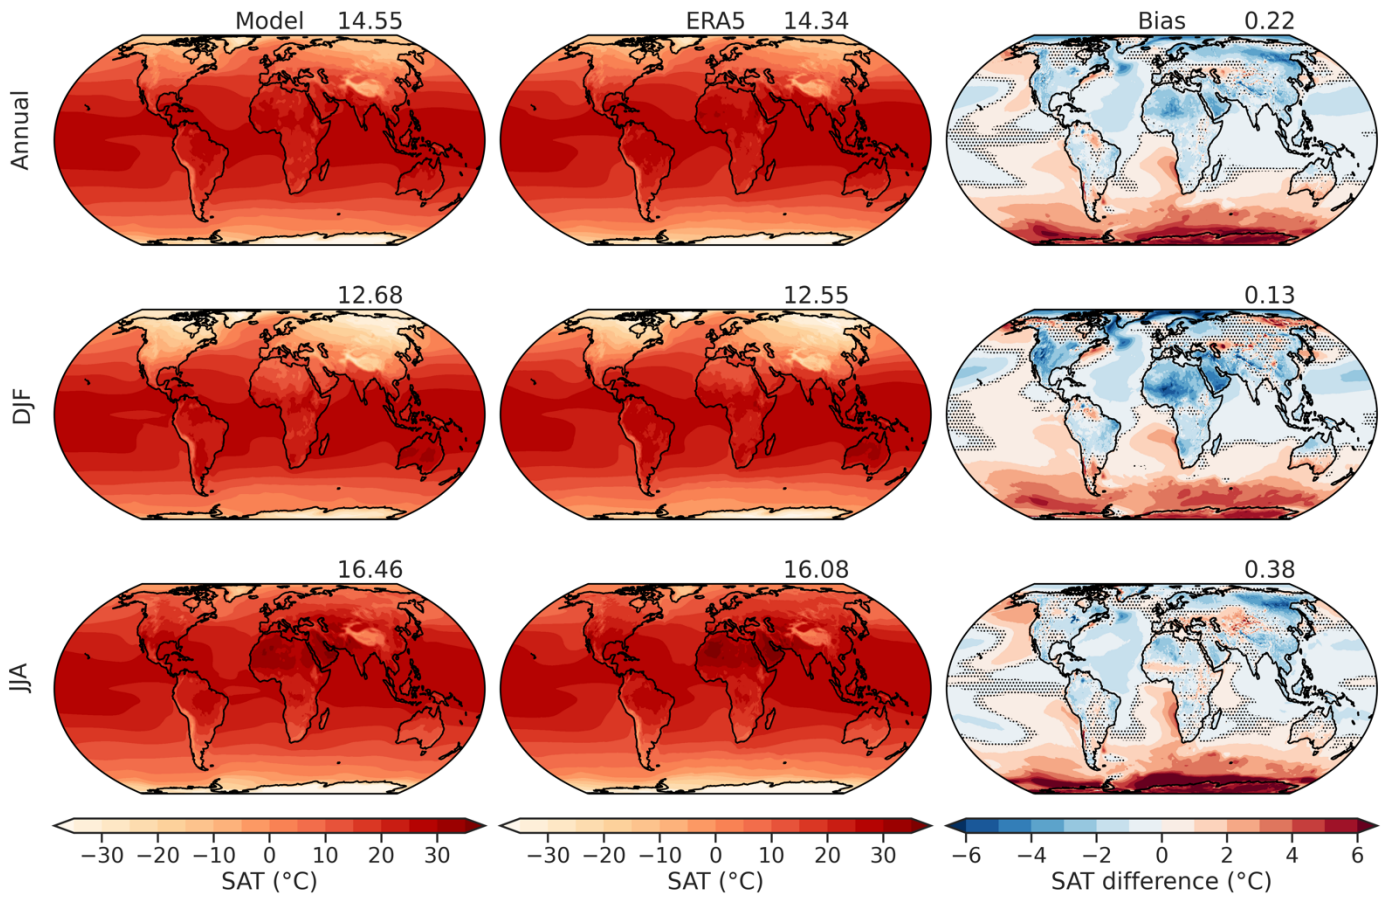 Model 14.55
ERA5 14.34
Bias 0.22
Annual
12.68
12.55
0.13
DJF
16.46
16.08
0.38
JJA
−30 −20 −10 0 10 20 30
SAT (°C)
−30 −20 −10 0 10 20 30
SAT (°C)
−6 −4 −2 0 2 4 6
SAT difference (°C)